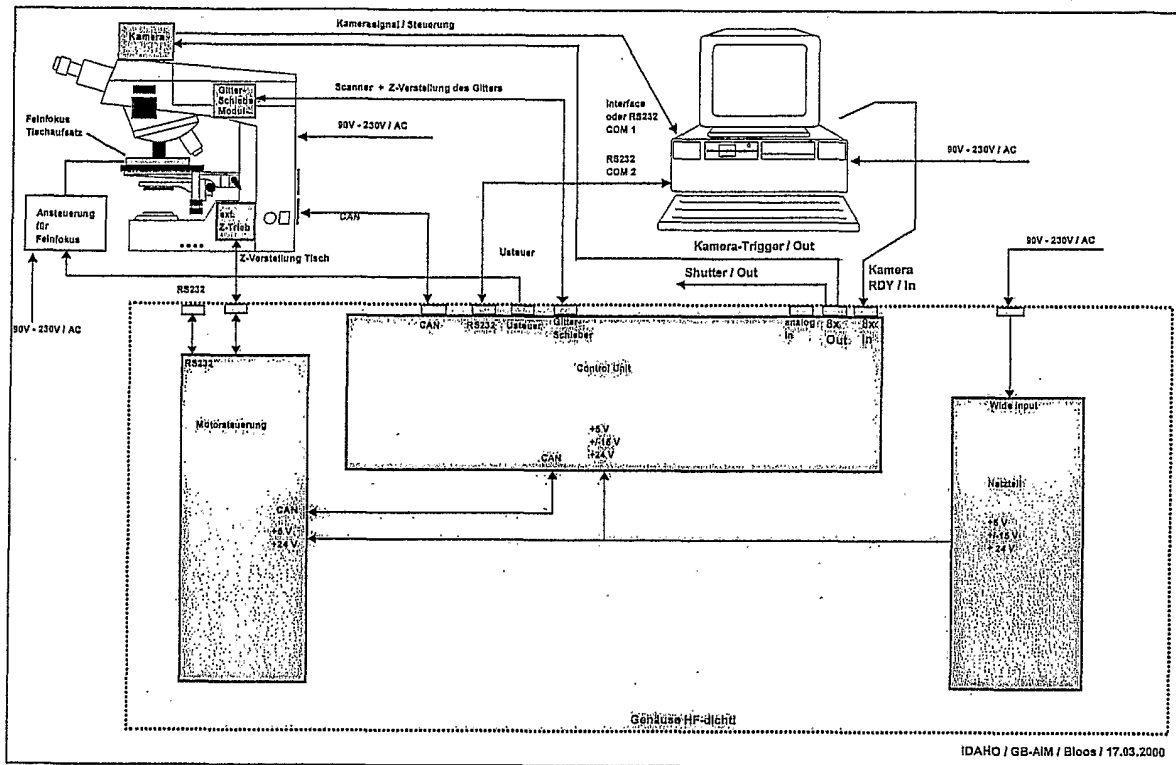 Kamerasignal / Steuerung
Kamera
Gitter-
Schiebe
Modul
Scanner + Z-Verstellung des Gitters
Interface
oder RS232
COM 1
Feinfokus
Tischaufsatz
90V - 230V / AC
RS232
COM 2
90V - 230V / AC
Ansteuerung
für
Feinfokus
ext.
Z-Trieb
CAN
Z-Verstellung Tisch
Usteuer
Kamera-Trigger / Out
Shutter / Out
Kamera
RDY / In
90V - 230V / AC
90V - 230V / AC
RS232
CAN
RS232
Usteuer
Gitter-
Schieber
analog
In
8x
Out
8x
In
RS232
Control Unit
Motorsteuerung
Wide Input
+5 V
+/-15 V
+24 V
CAN
Netzteil
CAN
+5 V
+24 V
+5 V
+/-15 V
+ 24 V
Gehäuse HF-dicht!
IDAHO / GB-AIM / Bloos / 17.03.2000